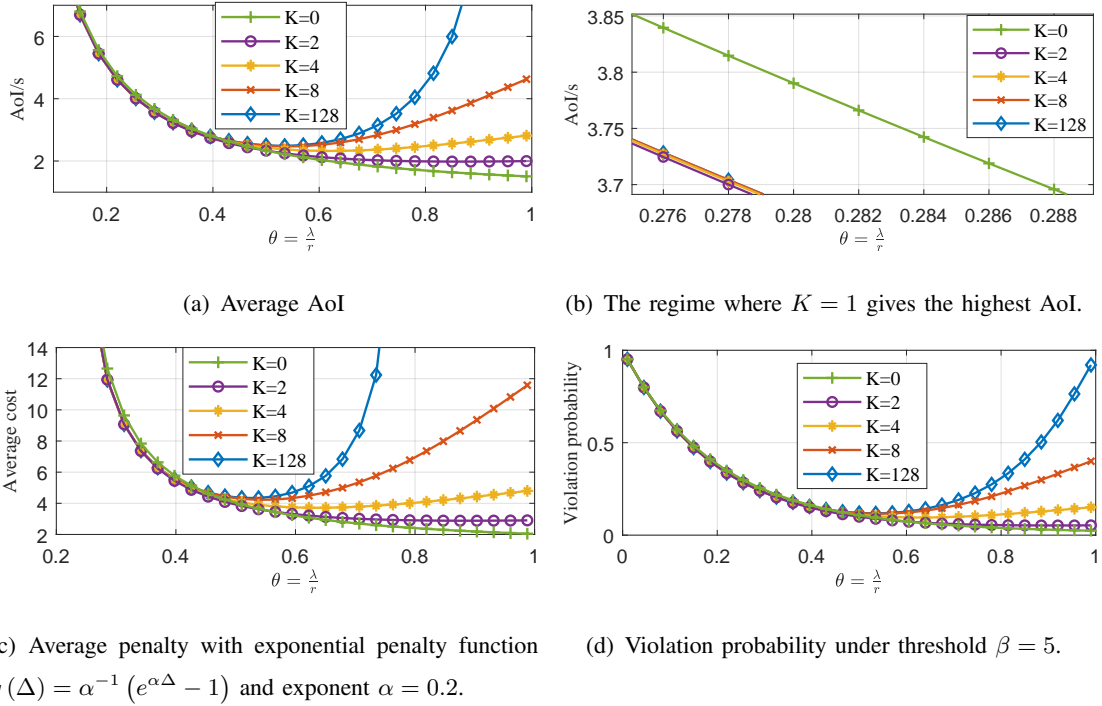 6
4
2
AoI/s
K=0
K=2
K=4
K=8
K=128
0.2
0.4
0.6
0.8
1
θ = λ/r
(a) Average AoI
3.85
3.8
3.75
3.7
AoI/s
K=0
K=2
K=4
K=8
K=128
0.276
0.278
0.28
0.282
0.284
0.286
0.288
θ = λ/r
(b) The regime where K = 1 gives the highest AoI.
14
12
10
8
6
4
2
Average cost
K=0
K=2
K=4
K=8
K=128
0.2
0.4
0.6
0.8
1
θ = λ/r
) Average penalty with exponential penalty function
(Δ) = α⁻¹ (e^{αΔ} − 1) and exponent α = 0.2.
1
0.5
0
Violation probability
K=0
K=2
K=4
K=8
K=128
0
0.2
0.4
0.6
0.8
1
θ = λ/r
(d) Violation probability under threshold β = 5.